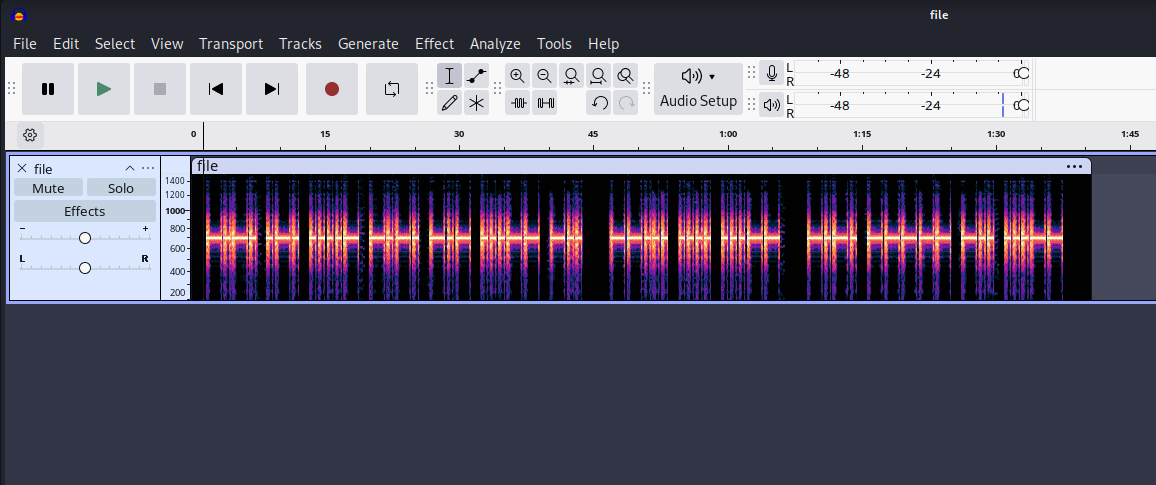 file
File Edit Select View Transport Tracks Generate Effect Analyze Tools Help
L R -48 -24 0
Audio Setup
L R -48 -24 0
0 15 30 45 1:00 1:15 1:30 1:45
file
file
Mute Solo
Effects
- +
L R
1400
1200
1000
800
600
400
200